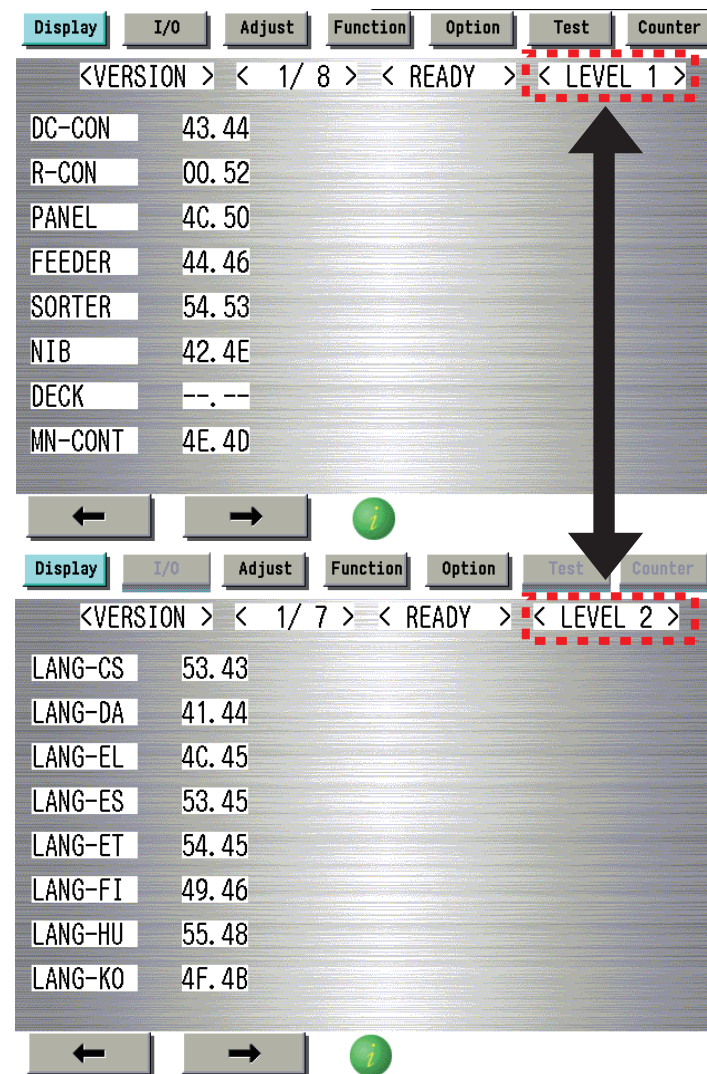 Display I/O Adjust Function Option Test Counter
<VERSION > < 1/ 8 > < READY > < LEVEL 1 >
DC-CON 43.44
R-CON 00.52
PANEL 4C.50
FEEDER 44.46
SORTER 54.53
NIB 42.4E
DECK --.--
MN-CONT 4E.4D
← →
i
Display I/O Adjust Function Option Test Counter
<VERSION > < 1/ 7 > < READY > < LEVEL 2 >
LANG-CS 53.43
LANG-DA 41.44
LANG-EL 4C.45
LANG-ES 53.45
LANG-ET 54.45
LANG-FI 49.46
LANG-HU 55.48
LANG-KO 4F.4B
← →
i